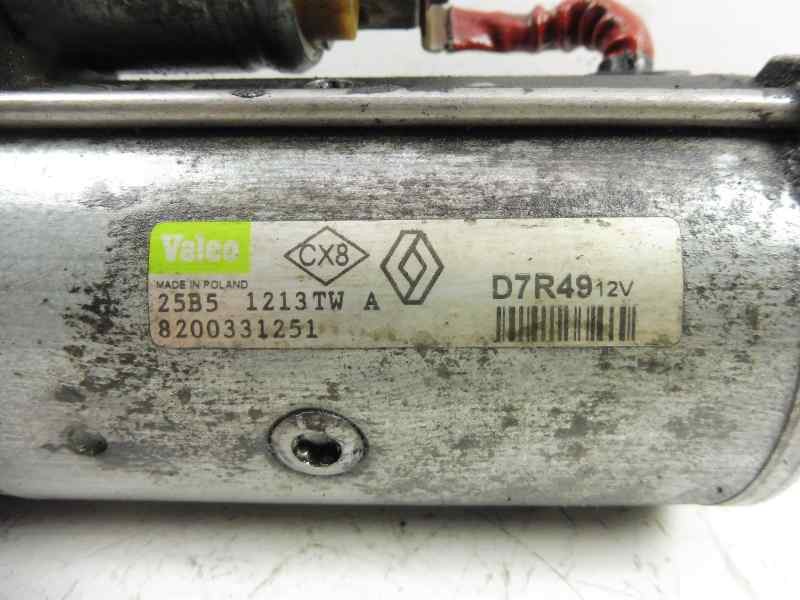 Valeo
CX8
MADE IN POLAND
25B5 1213TW A
8200331251
D7R49 12V